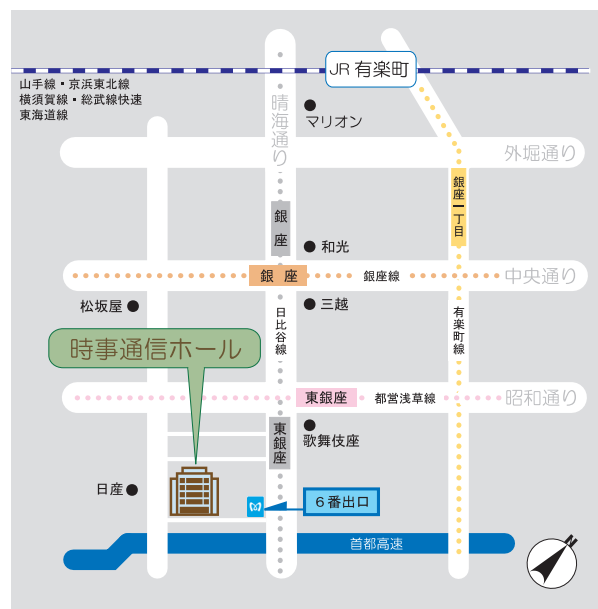 JR 有楽町
山手線・京浜東北線
横須賀線・総武線快速
東海道線
晴海通り
マリオン
外堀通り
銀座一丁目
銀座
和光
銀座
銀座線
中央通り
松坂屋
三越
日比谷線
有楽町線
時事通信ホール
東銀座
都営浅草線
昭和通り
東銀座
歌舞伎座
日産
6番出口
首都高速
N